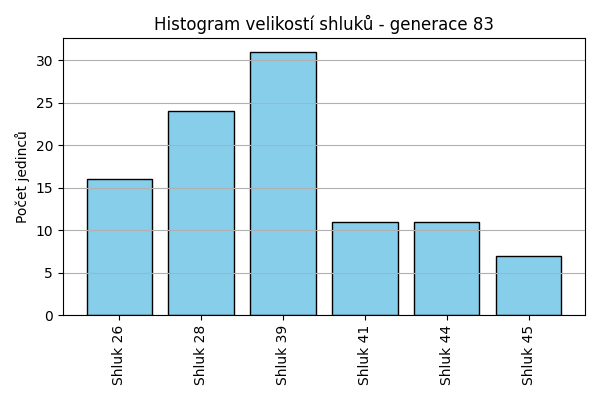 Histogram velikostí shluků - generace 83
Počet jedinců
30
25
20
15
10
5
0
Shluk 26
Shluk 28
Shluk 39
Shluk 41
Shluk 44
Shluk 45